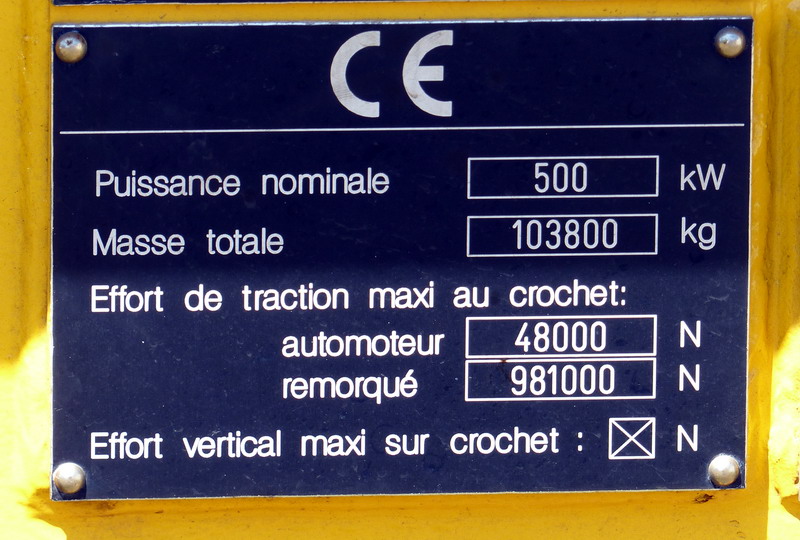 CE
Puissance nominale 500 kW
Masse totale 103800 kg
Effort de traction maxi au crochet:
automoteur 48000 N
remorqué 981000 N
Effort vertical maxi sur crochet : ☒ N